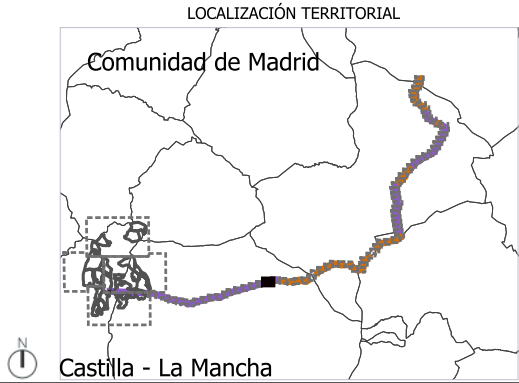 LOCALIZACIÓN TERRITORIAL
Comunidad de Madrid
N
Castilla - La Mancha